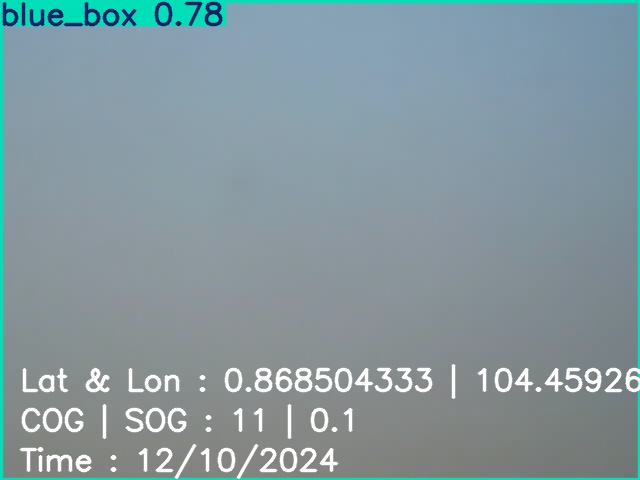 blue_box 0.78
Lat & Lon : 0.868504333 | 104.45926
COG | SOG : 11 | 0.1
Time : 12/10/2024